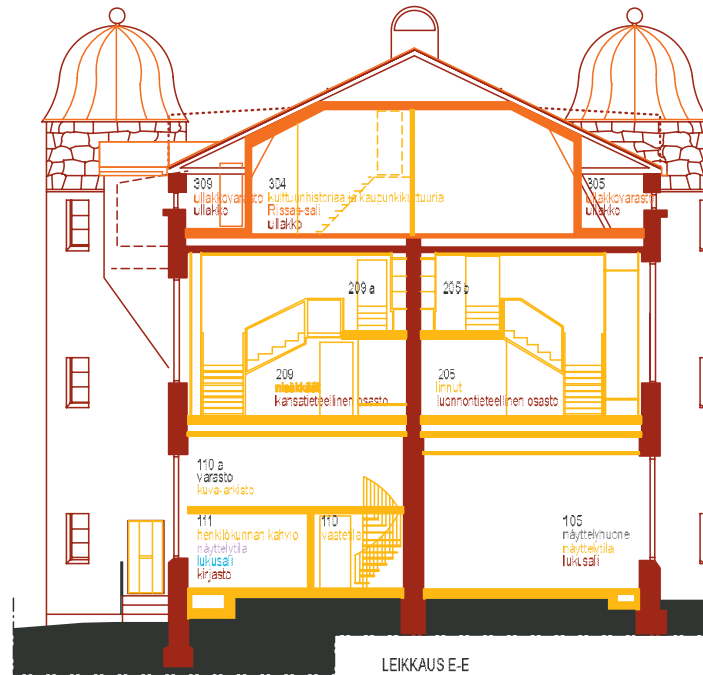 309
ullakkovarasto
ullakko
304
kulttuurihistoriaa ja kaupunkikulttuuria
Rissas-sali
ullakko
305
ullakkovarasto
ullakko
209 a
205 b
209
nisäkkäät
kansatieteellinen osasto
205
linnut
luonnontieteellinen osasto
110 a
varasto
kuva-arkisto
111
henkilökunnan kahvio
näyttelytila
lukusali
kirjasto
110
vaatetila
105
näyttelyhuone
näyttelytila
lukusali
LEIKKAUS E-E